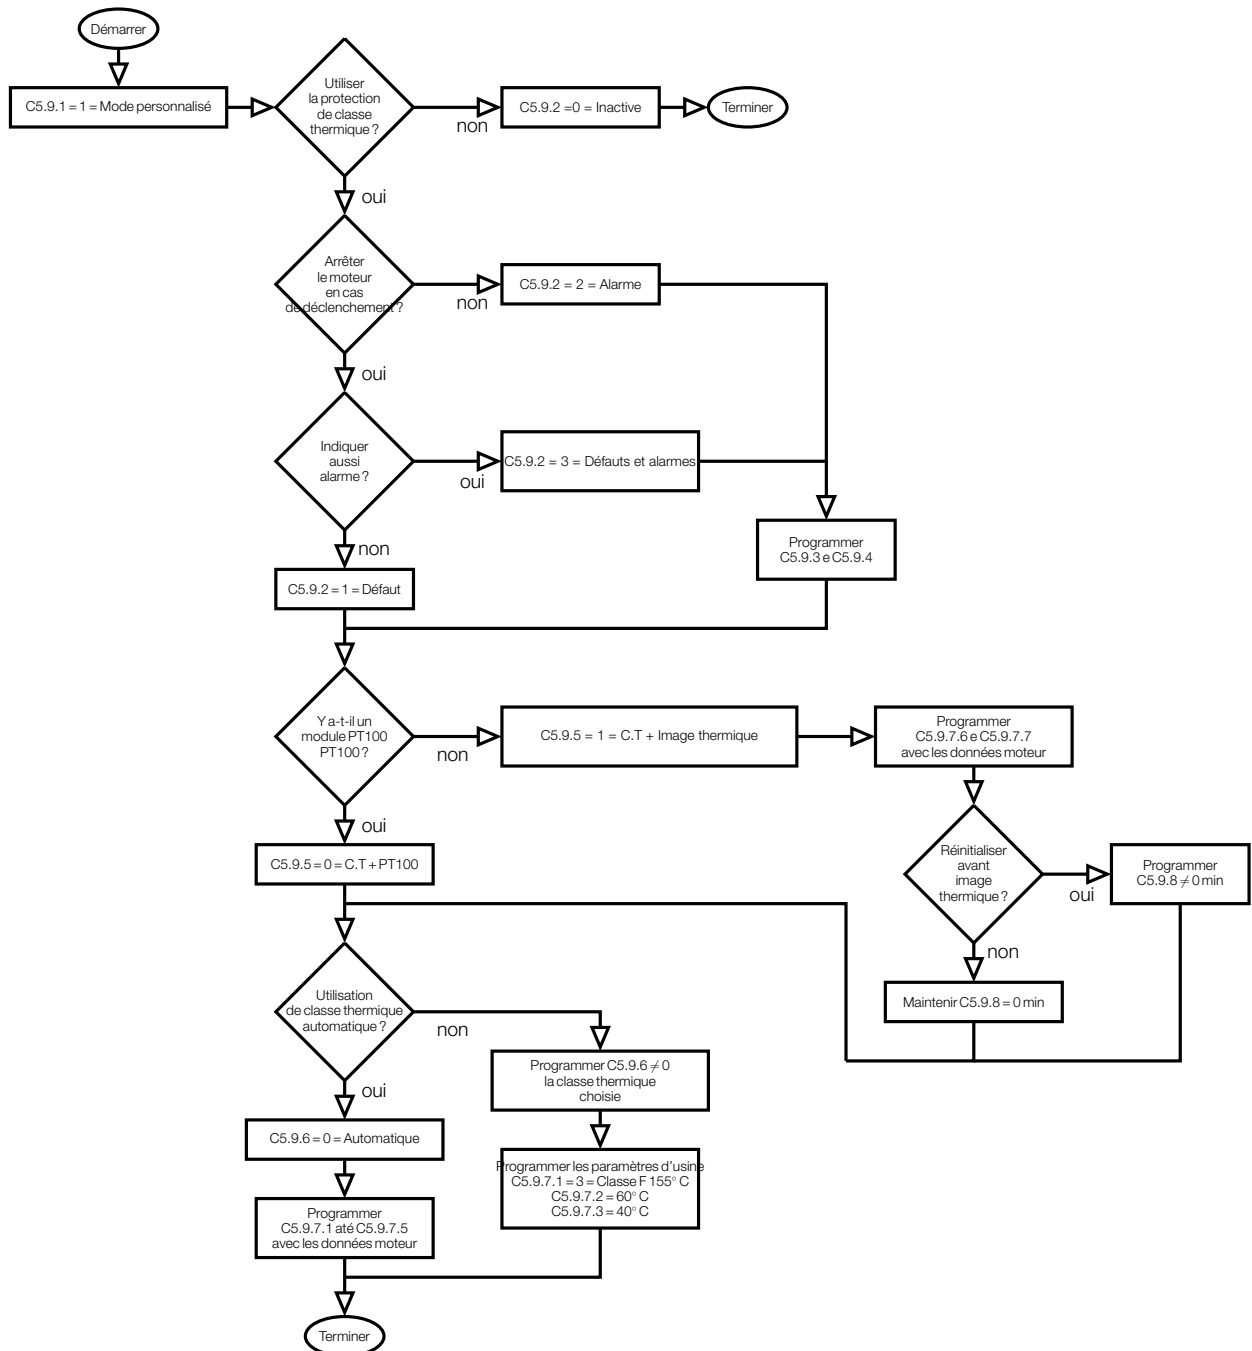 Démarrer
C5.9.1 = 1 = Mode personnalisé
Utiliser
la protection
de classe
thermique ?
non
C5.9.2 =0 = Inactive
Terminer
oui
Arrêter
le moteur
en cas
de déclenchement ?
non
C5.9.2 = 2 = Alarme
oui
Indiquer
aussi
alarme ?
oui
C5.9.2 = 3 = Défauts et alarmes
Programmer
C5.9.3 e C5.9.4
non
C5.9.2 = 1 = Défaut
Y a-t-il un
module PT100
PT100 ?
non
C5.9.5 = 1 = C.T + Image thermique
Programmer
C5.9.7.6 e C5.9.7.7
avec les données moteur
oui
C5.9.5 = 0 = C.T + PT100
Réinitialiser
avant
image
thermique ?
oui
Programmer
C5.9.8 ≠ 0 min
non
Maintenir C5.9.8 = 0 min
Utilisation
de classe thermique
automatique ?
non
Programmer C5.9.6 ≠ 0
la classe thermique
choisie
oui
C5.9.6 = 0 = Automatique
Programmer les paramètres d'usine
C5.9.7.1 = 3 = Classe F 155° C
C5.9.7.2 = 60° C
C5.9.7.3 = 40° C
Programmer
C5.9.7.1 até C5.9.7.5
avec les données moteur
Terminer